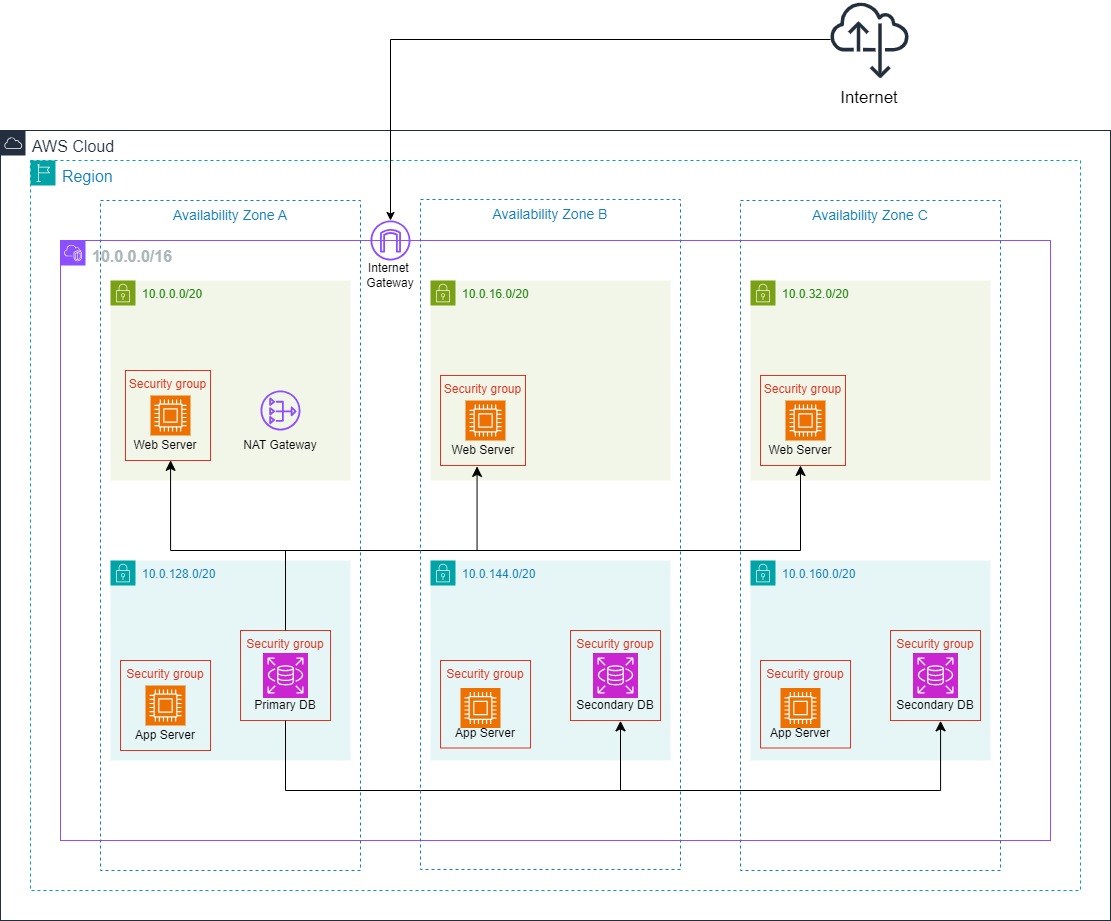 Internet
AWS Cloud
Region
Availability Zone A
Availability Zone B
Availability Zone C
10.0.0.0/16
Internet
Gateway
10.0.0.0/20
10.0.16.0/20
10.0.32.0/20
Security group
Web Server
NAT Gateway
Security group
Web Server
Security group
Web Server
10.0.128.0/20
10.0.144.0/20
10.0.160.0/20
Security group
App Server
Security group
Primary DB
Security group
App Server
Security group
Secondary DB
Security group
App Server
Security group
Secondary DB